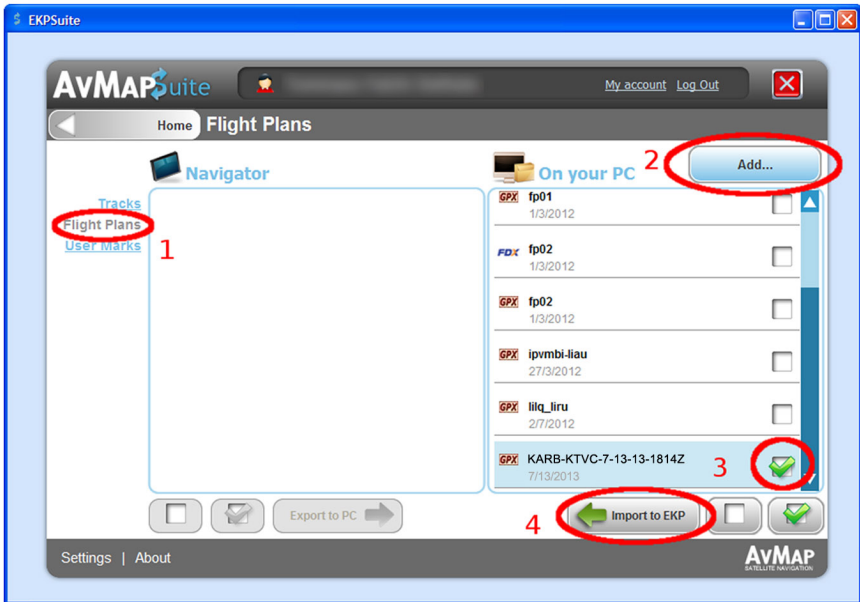 EKPSuite
AvMAPSuite
My account Log Out
Home Flight Plans
2
Add...
Navigator
On your PC
Tracks
Flight Plans
User Marks
1
GPX fp01
1/3/2012
FDX fp02
1/3/2012
GPX fp02
1/3/2012
GPX ipvmbi-liau
27/3/2012
GPX lilq_liru
2/7/2012
GPX KARB-KTVC-7-13-13-1814Z
7/13/2013
3
Export to PC
4
Import to EKP
Settings | About
AvMAP
SATELLITE NAVIGATION